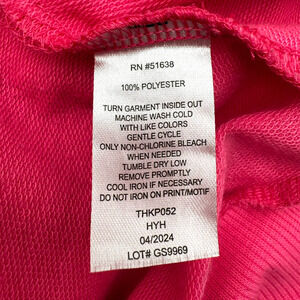 RN #51638
100% POLYESTER
TURN GARMENT INSIDE OUT
MACHINE WASH COLD
WITH LIKE COLORS
GENTLE CYCLE
ONLY NON-CHLORINE BLEACH
WHEN NEEDED
TUMBLE DRY LOW
REMOVE PROMPTLY
COOL IRON IF NECESSARY
DO NOT IRON ON PRINT/MOTIF
THKP052
HYH
04/2024
LOT# GS9969